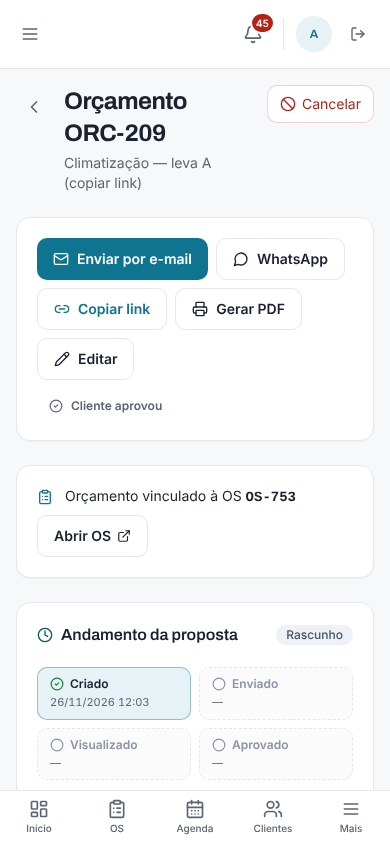 45
A
Orçamento
ORC-209
Cancelar
Climatização — leva A
(copiar link)
Enviar por e-mail
WhatsApp
Copiar link
Gerar PDF
Editar
Cliente aprovou
Orçamento vinculado à OS OS-753
Abrir OS
Andamento da proposta
Rascunho
Criado
26/11/2026 12:03
Enviado
—
Visualizado
—
Aprovado
—
Início
OS
Agenda
Clientes
Mais